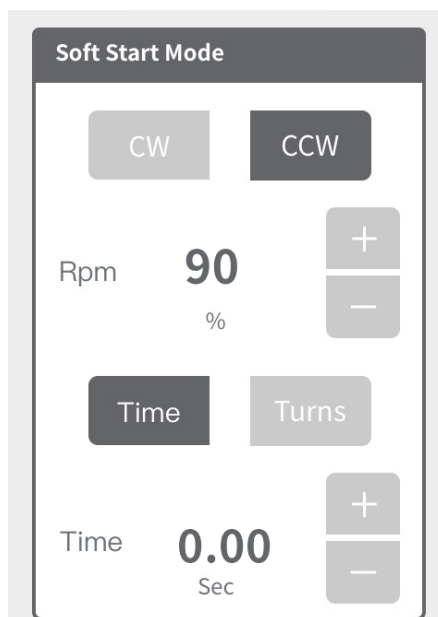 Soft Start Mode
CW CCW
+
Rpm 90
%
−
Time Turns
+
Time 0.00
Sec
−